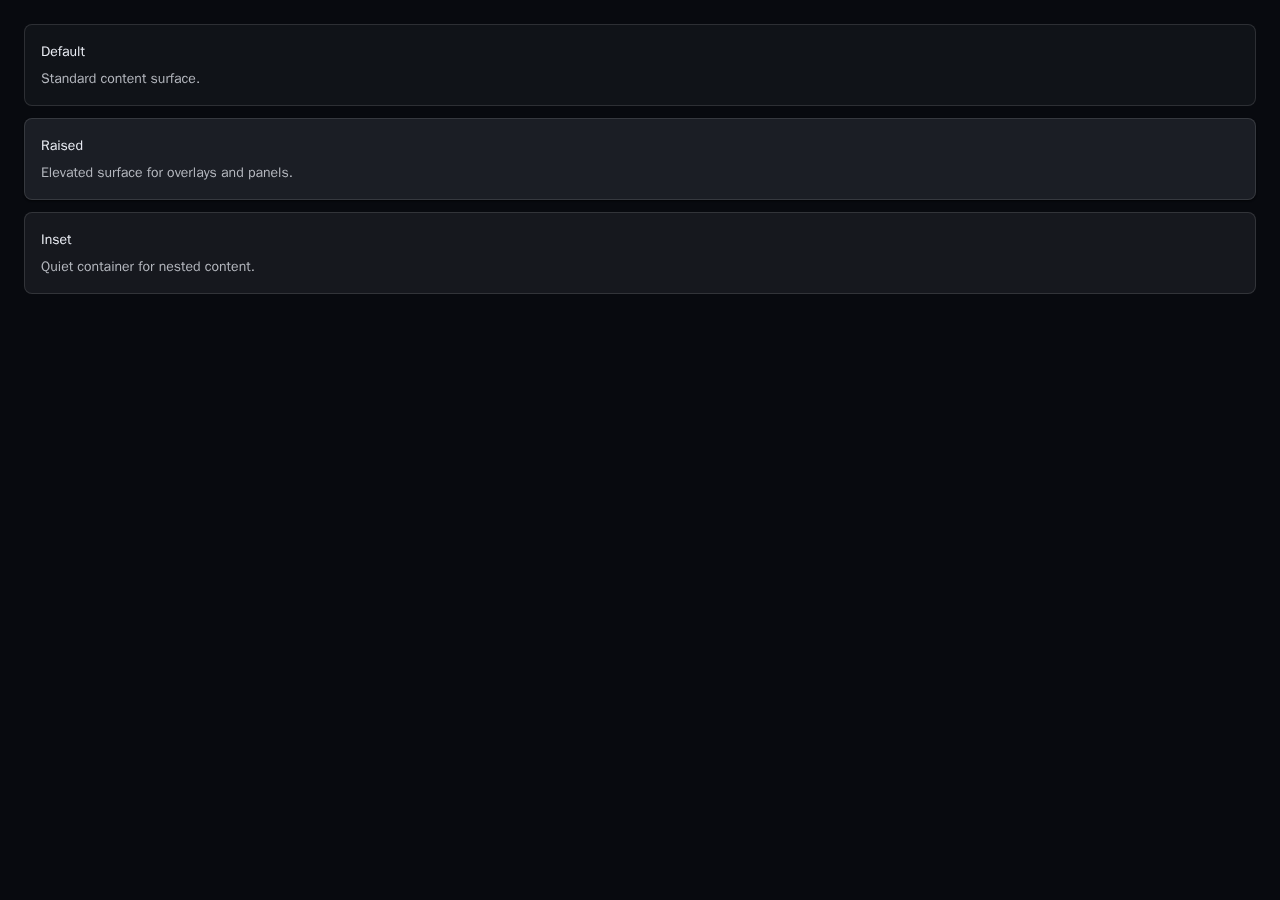 Default
Standard content surface.
Raised
Elevated surface for overlays and panels.
Inset
Quiet container for nested content.